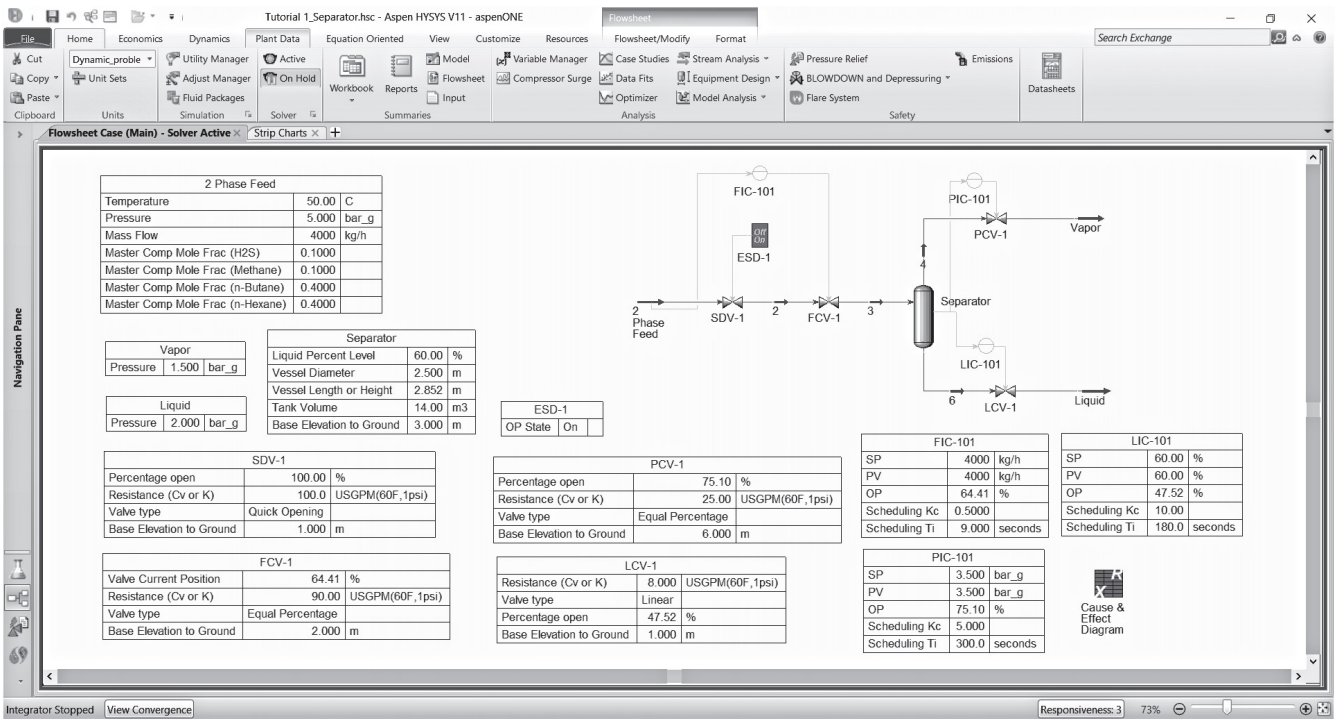 Tutorial 1_Separator.hsc - Aspen HYSYS V11 - aspenONE
Flowsheet
File Home Economics Dynamics Plant Data Equation Oriented View Customize Resources Flowsheet/Modify Format Search Exchange
Cut
Copy
Paste
Clipboard
Dynamic_proble
Unit Sets
Units
Utility Manager
Adjust Manager
Fluid Packages
Simulation
Active
On Hold
Solver
Workbook
Reports
Model
Flowsheet
Input
Summaries
Variable Manager
Compressor Surge
Case Studies
Data Fits
Optimizer
Stream Analysis
Equipment Design
Model Analysis
Analysis
Pressure Relief
BLOWDOWN and Depressuring
Flare System
Emissions
Safety
Datasheets
Flowsheet Case (Main) - Solver Active
Strip Charts
Navigation Pane
2 Phase Feed
Temperature 50.00 C
Pressure 5.000 bar_g
Mass Flow 4000 kg/h
Master Comp Mole Frac (H2S) 0.1000
Master Comp Mole Frac (Methane) 0.1000
Master Comp Mole Frac (n-Butane) 0.4000
Master Comp Mole Frac (n-Hexane) 0.4000
Vapor
Pressure 1.500 bar_g
Liquid
Pressure 2.000 bar_g
Separator
Liquid Percent Level 60.00 %
Vessel Diameter 2.500 m
Vessel Length or Height 2.852 m
Tank Volume 14.00 m3
Base Elevation to Ground 3.000 m
ESD-1
OP State On
FIC-101
Off
On
ESD-1
2
Phase
Feed
SDV-1
2
FCV-1
3
4
PIC-101
PCV-1
Vapor
Separator
LIC-101
6
LCV-1
Liquid
SDV-1
Percentage open 100.00 %
Resistance (Cv or K) 100.0 USGPM(60F,1psi)
Valve type Quick Opening
Base Elevation to Ground 1.000 m
FCV-1
Valve Current Position 64.41 %
Resistance (Cv or K) 90.00 USGPM(60F,1psi)
Valve type Equal Percentage
Base Elevation to Ground 2.000 m
PCV-1
Percentage open 75.10 %
Resistance (Cv or K) 25.00 USGPM(60F,1psi)
Valve type Equal Percentage
Base Elevation to Ground 6.000 m
LCV-1
Resistance (Cv or K) 8.000 USGPM(60F,1psi)
Valve type Linear
Percentage open 47.52 %
Base Elevation to Ground 1.000 m
FIC-101
SP 4000 kg/h
PV 4000 kg/h
OP 64.41 %
Scheduling Kc 0.5000
Scheduling Ti 9.000 seconds
LIC-101
SP 60.00 %
PV 60.00 %
OP 47.52 %
Scheduling Kc 10.00
Scheduling Ti 180.0 seconds
PIC-101
SP 3.500 bar_g
PV 3.500 bar_g
OP 75.10 %
Scheduling Kc 5.000
Scheduling Ti 300.0 seconds
R
X
Cause &
Effect
Diagram
Integrator Stopped View Convergence Responsiveness: 3 73%